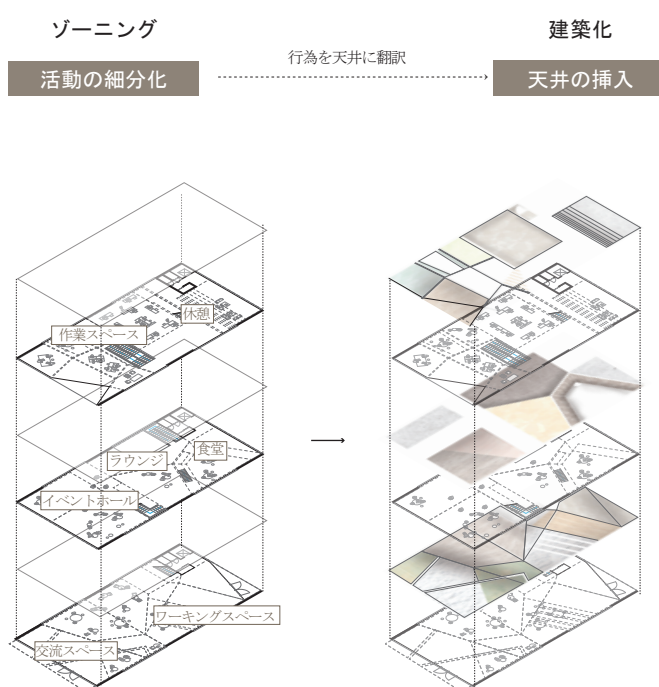 ゾーニング
建築化
活動の細分化
行為を天井に翻訳
天井の挿入
休憩
作業スペース
ラウンジ
食堂
イベントホール
ワーキングスペース
交流スペース